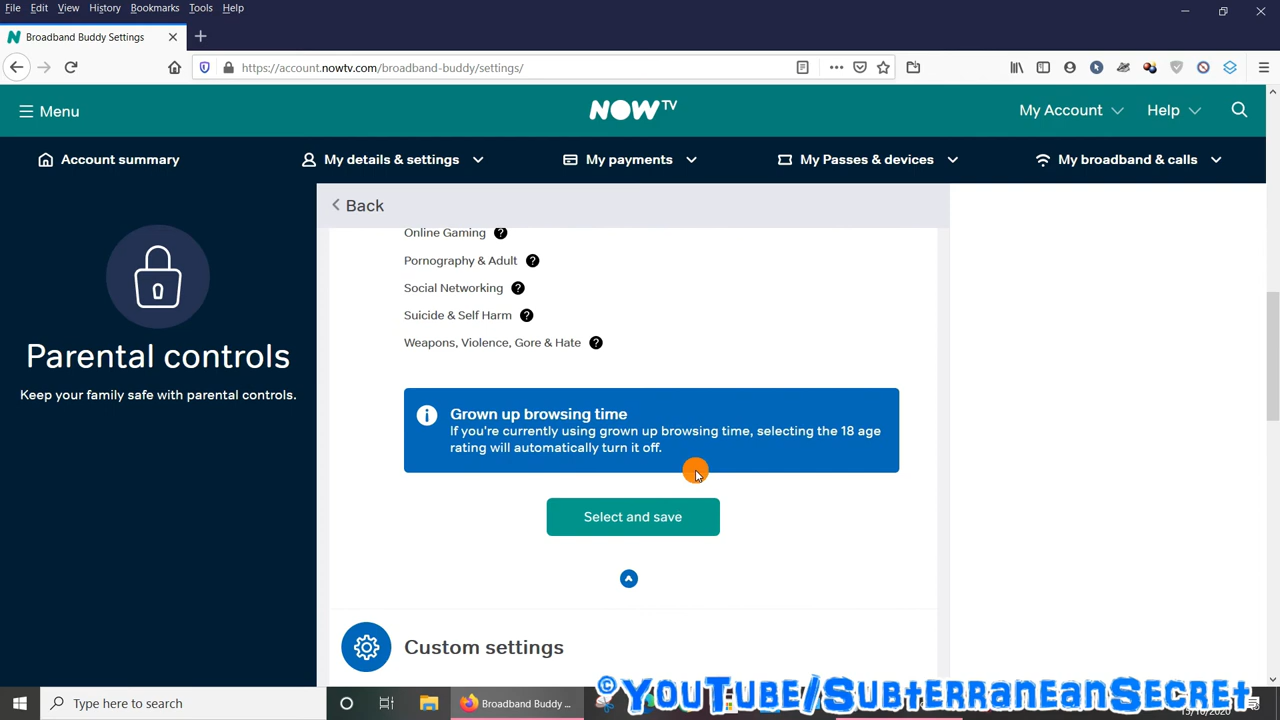 File Edit View History Bookmarks Tools Help
Broadband Buddy Settings
https://account.nowtv.com/broadband-buddy/settings/
Menu
NOW TV
My Account
Help
Account summary
My details & settings
My payments
My Passes & devices
My broadband & calls
Parental controls
Keep your family safe with parental controls.
Back
Online Gaming ?
Pornography & Adult ?
Social Networking ?
Suicide & Self Harm ?
Weapons, Violence, Gore & Hate ?
Grown up browsing time
If you're currently using grown up browsing time, selecting the 18 age
rating will automatically turn it off.
Select and save
Custom settings
Type here to search
Broadband Buddy ...
©YouTube/SubterraneanSecret
15/10/2020